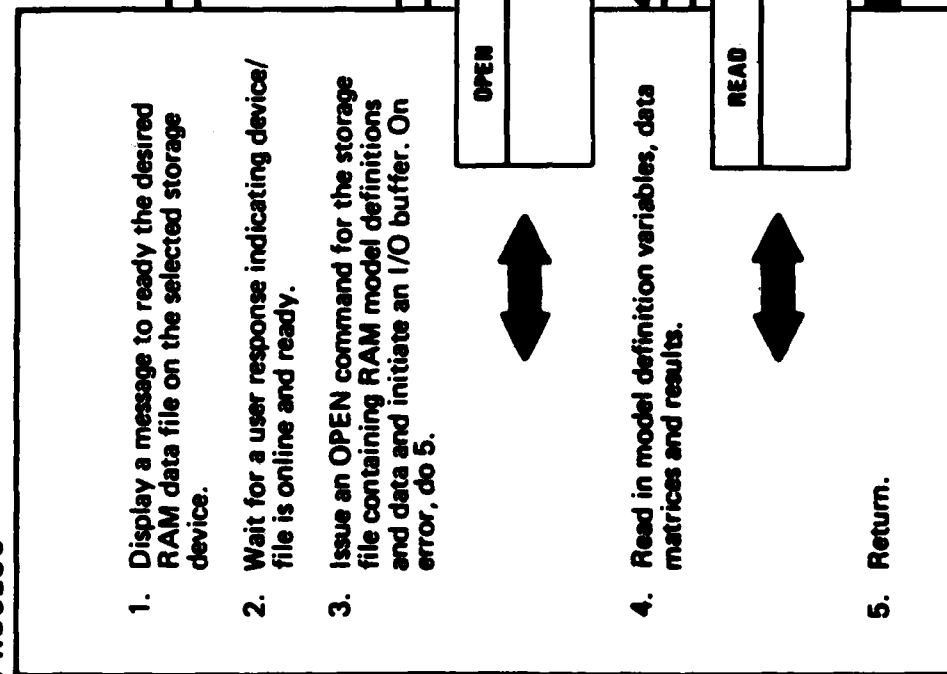 1. Display a message to ready the desired
RAM data file on the selected storage
device.
2. Wait for a user response indicating device/
file is online and ready.
3. Issue an OPEN command for the storage
file containing RAM model definitions
and data and initiate an I/O buffer. On
error, do 5.
OPEN
4. Read in model definition variables, data
matrices and results.
READ
5. Return.